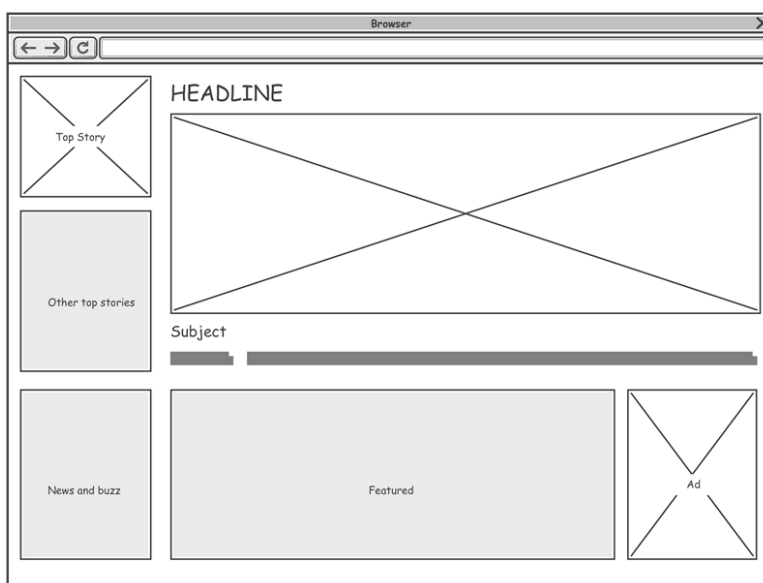 Browser
HEADLINE
Top Story
Other top stories
Subject
News and buzz
Featured
Ad